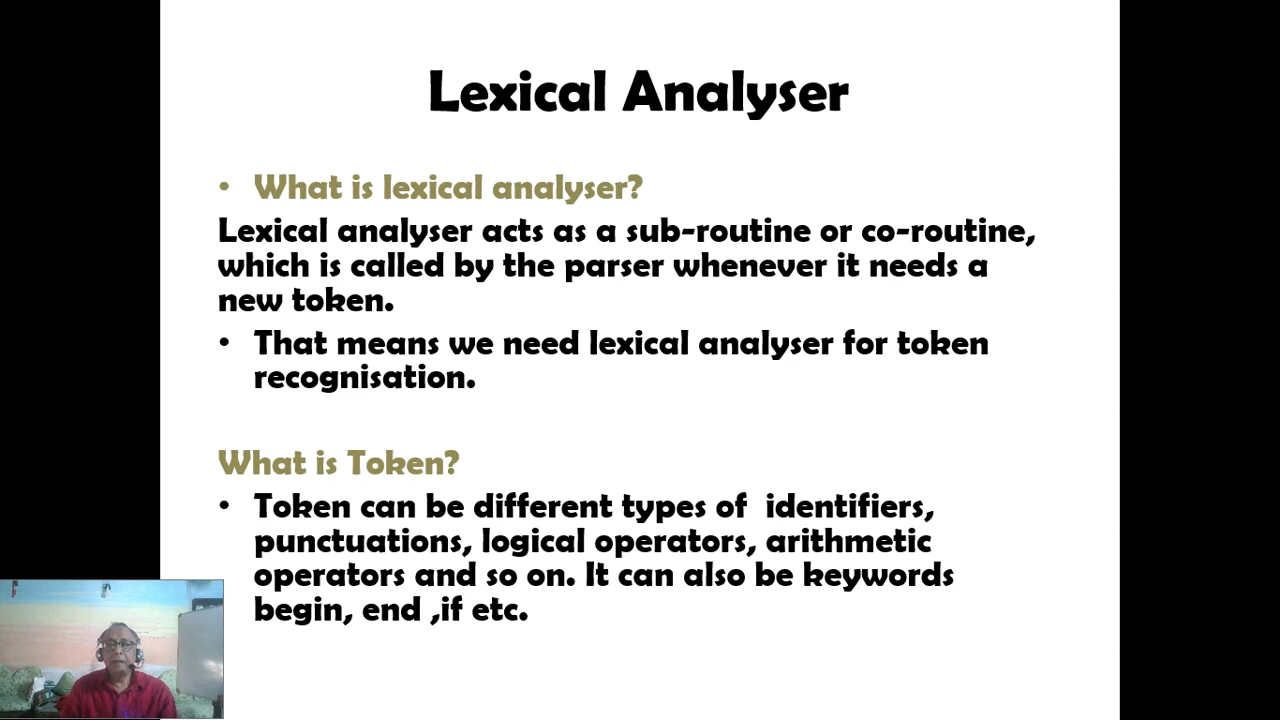 Lexical Analyser
• What is lexical analyser?
Lexical analyser acts as a sub-routine or co-routine,
which is called by the parser whenever it needs a
new token.
• That means we need lexical analyser for token
recognisation.
What is Token?
• Token can be different types of  identifiers,
punctuations, logical operators, arithmetic
operators and so on. It can also be keywords
begin, end ,if etc.